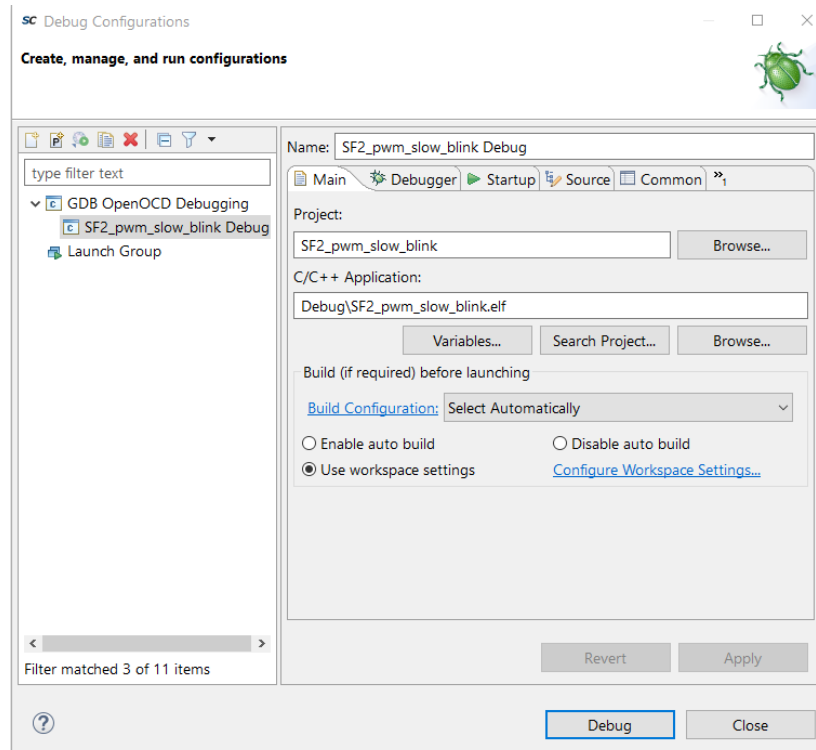 SC Debug Configurations
Create, manage, and run configurations
type filter text
GDB OpenOCD Debugging
SF2_pwm_slow_blink Debug
Launch Group
Filter matched 3 of 11 items
Name: SF2_pwm_slow_blink Debug
Main Debugger Startup Source Common »1
Project:
SF2_pwm_slow_blink Browse...
C/C++ Application:
Debug\SF2_pwm_slow_blink.elf
Variables... Search Project... Browse...
Build (if required) before launching
Build Configuration: Select Automatically
Enable auto build Disable auto build
Use workspace settings Configure Workspace Settings...
Revert Apply
Debug Close